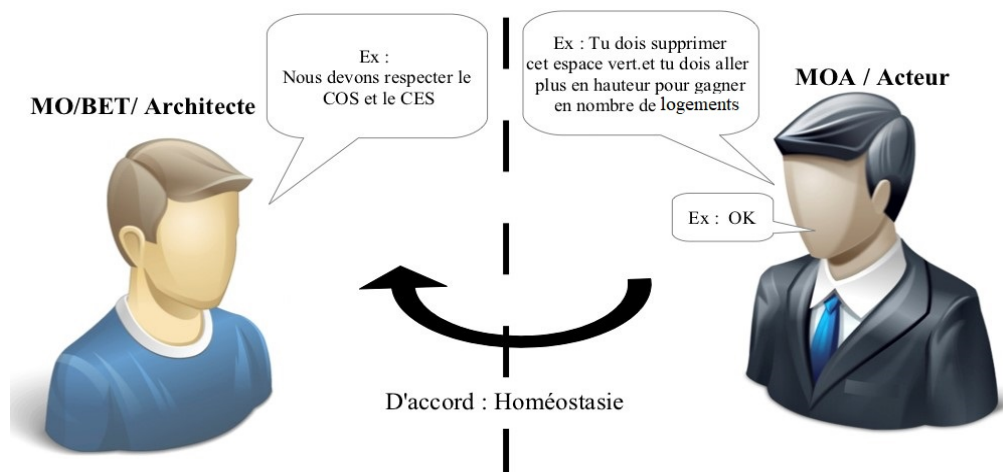 MO/BET/ Architecte
Ex :
Nous devons respecter le
COS et le CES
Ex : Tu dois supprimer
cet espace vert.et tu dois aller
plus en hauteur pour gagner
en nombre de logements
MOA / Acteur
Ex : OK
D'accord : Homéostasie